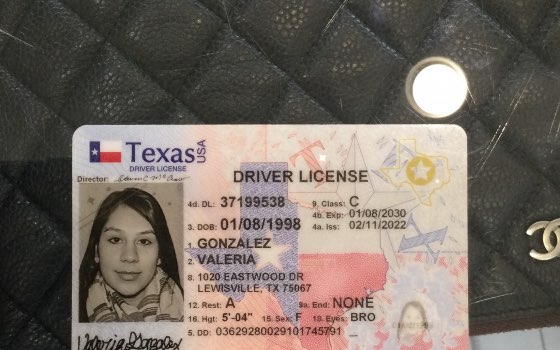 Texas USA
DRIVER LICENSE
Director:
DRIVER LICENSE
4d. DL: 37199538 9. Class: C
4b. Exp: 01/08/2030
3. DOB: 01/08/1998 4a. Iss: 02/11/2022
1. GONZALEZ
2. VALERIA
8. 1020 EASTWOOD DR
LEWISVILLE, TX 75067
12. Rest: A 9a. End: NONE
16. Hgt: 5'-04" 15. Sex: F 18. Eyes: BRO
5. DD: 03629280029101745791
Valeria Gonzalez